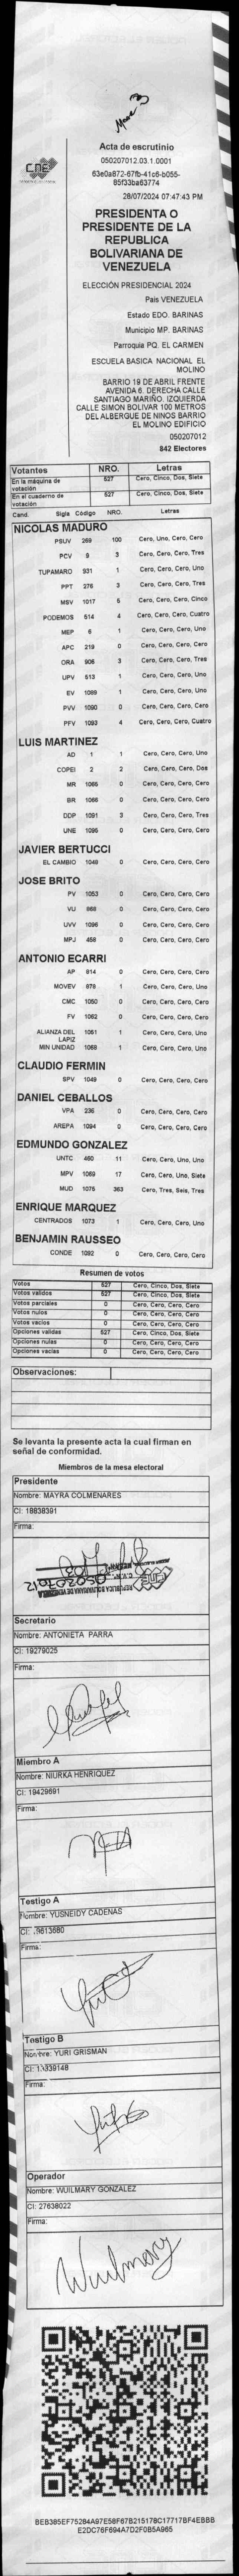 Mesa 3
CNE
Acta de escrutinio
050207012.03.1.0001
63e0a872-67fb-41c6-b055-
85f33ba63774
28/07/2024 07:47:43 PM
PRESIDENTA O
PRESIDENTE DE LA
REPUBLICA
BOLIVARIANA DE
VENEZUELA
ELECCIÓN PRESIDENCIAL 2024
Pais VENEZUELA
Estado EDO. BARINAS
Municipio MP. BARINAS
Parroquia PQ. EL CARMEN
ESCUELA BASICA NACIONAL EL
MOLINO
BARRIO 19 DE ABRIL FRENTE
AVENIDA 6. DERECHA CALLE
SANTIAGO MARIÑO. IZQUIERDA
CALLE SIMON BOLIVAR 100 METROS
DEL ALBERGUE DE NINOS BARRIO
EL MOLINO EDIFICIO
050207012
842 Electores
Votantes NRO. Letras
En la máquina de votación 527 Cero, Cinco, Dos, Siete
En el cuaderno de votación 527 Cero, Cinco, Dos, Siete
Cand. Sigla Código NRO. Letras
NICOLAS MADURO
PSUV 269 100 Cero, Uno, Cero, Cero
PCV 9 3 Cero, Cero, Cero, Tres
TUPAMARO 931 1 Cero, Cero, Cero, Uno
PPT 276 3 Cero, Cero, Cero, Tres
MSV 1017 5 Cero, Cero, Cero, Cinco
PODEMOS 514 4 Cero, Cero, Cero, Cuatro
MEP 6 1 Cero, Cero, Cero, Uno
APC 219 0 Cero, Cero, Cero, Cero
ORA 908 3 Cero, Cero, Cero, Tres
UPV 513 1 Cero, Cero, Cero, Uno
EV 1089 1 Cero, Cero, Cero, Uno
PVV 1090 0 Cero, Cero, Cero, Cero
PFV 1093 4 Cero, Cero, Cero, Cuatro
LUIS MARTINEZ
AD 1 1 Cero, Cero, Cero, Uno
COPEI 2 2 Cero, Cero, Cero, Dos
MR 1065 0 Cero, Cero, Cero, Cero
BR 1066 0 Cero, Cero, Cero, Cero
DDP 1091 3 Cero, Cero, Cero, Tres
UNE 1095 0 Cero, Cero, Cero, Cero
JAVIER BERTUCCI
EL CAMBIO 1048 0 Cero, Cero, Cero, Cero
JOSE BRITO
PV 1053 0 Cero, Cero, Cero, Cero
VU 868 0 Cero, Cero, Cero, Cero
UVV 1096 0 Cero, Cero, Cero, Cero
MPJ 458 0 Cero, Cero, Cero, Cero
ANTONIO ECARRI
AP 814 0 Cero, Cero, Cero, Cero
MOVEV 878 1 Cero, Cero, Cero, Uno
CMC 1050 0 Cero, Cero, Cero, Cero
FV 1062 0 Cero, Cero, Cero, Cero
ALIANZA DEL LAPIZ 1051 1 Cero, Cero, Cero, Uno
MIN UNIDAD 1068 1 Cero, Cero, Cero, Uno
CLAUDIO FERMIN
SPV 1049 0 Cero, Cero, Cero, Cero
DANIEL CEBALLOS
VPA 236 0 Cero, Cero, Cero, Cero
AREPA 1094 0 Cero, Cero, Cero, Cero
EDMUNDO GONZALEZ
UNTC 460 11 Cero, Cero, Uno, Uno
MPV 1069 17 Cero, Cero, Uno, Siete
MUD 1075 363 Cero, Tres, Seis, Tres
ENRIQUE MARQUEZ
CENTRADOS 1073 1 Cero, Cero, Cero, Uno
BENJAMIN RAUSSEO
CONDE 1092 0 Cero, Cero, Cero, Cero
Resumen de votos
Votos 527 Cero, Cinco, Dos, Siete
Votos válidos 527 Cero, Cinco, Dos, Siete
Votos parciales 0 Cero, Cero, Cero, Cero
Votos nulos 0 Cero, Cero, Cero, Cero
Votos vacios 0 Cero, Cero, Cero, Cero
Opciones validas 527 Cero, Cinco, Dos, Siete
Opciones nulas 0 Cero, Cero, Cero, Cero
Opciones vacias 0 Cero, Cero, Cero, Cero
Observaciones:
Se levanta la presente acta la cual firman en
señal de conformidad.
Miembros de la mesa electoral
Presidente
Nombre: MAYRA COLMENARES
CI: 18838391
Firma:
REPUBLICA BOLIVARIANA DE VENEZUELA
050207012
CNE
Secretario
Nombre: ANTONIETA PARRA
CI: 19279025
Firma:
Miembro A
Nombre: NIURKA HENRIQUEZ
CI: 19429691
Firma:
Testigo A
Nombre: YUSNEIDY CADENAS
CI: 9813680
Firma:
Testigo B
Nombre: YURI GRISMAN
CI:
Firma:
Operador
Nombre: WUILMARY GONZALEZ
CI: 27638022
Firma:
Wuilmary
BEB385EF75284A97E58F67B21517BC17717BF4EBBB
E2DC76F694A7D2F0B5A965